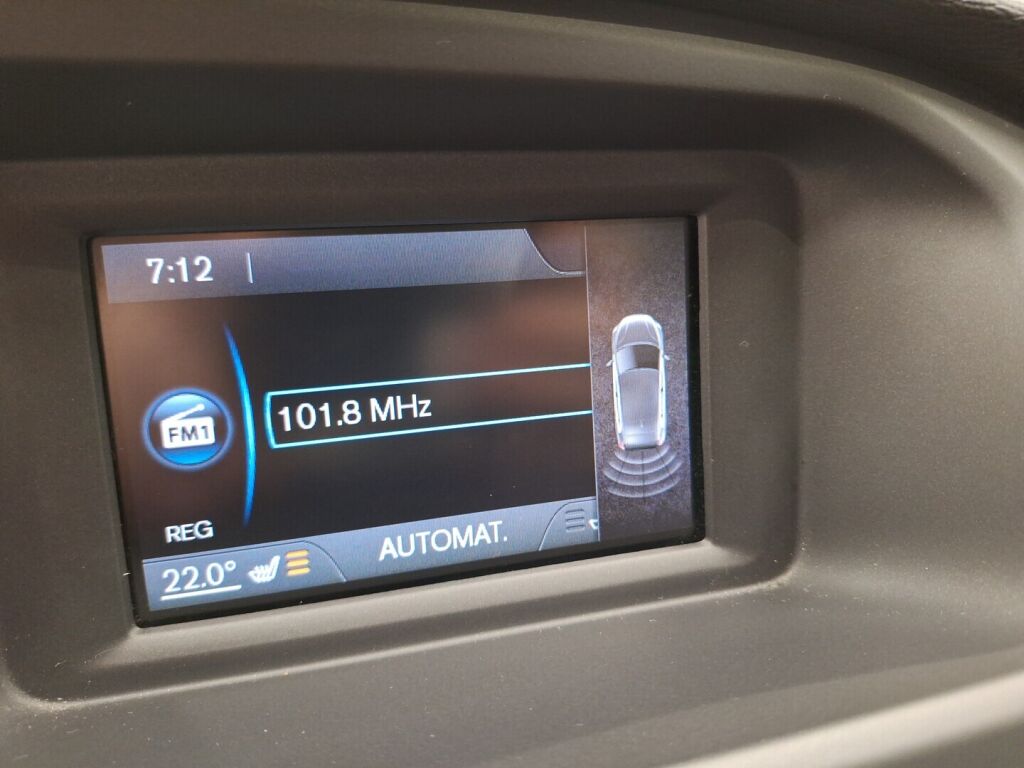 7:12
FM1
101.8 MHz
REG
22.0°
AUTOMAT.